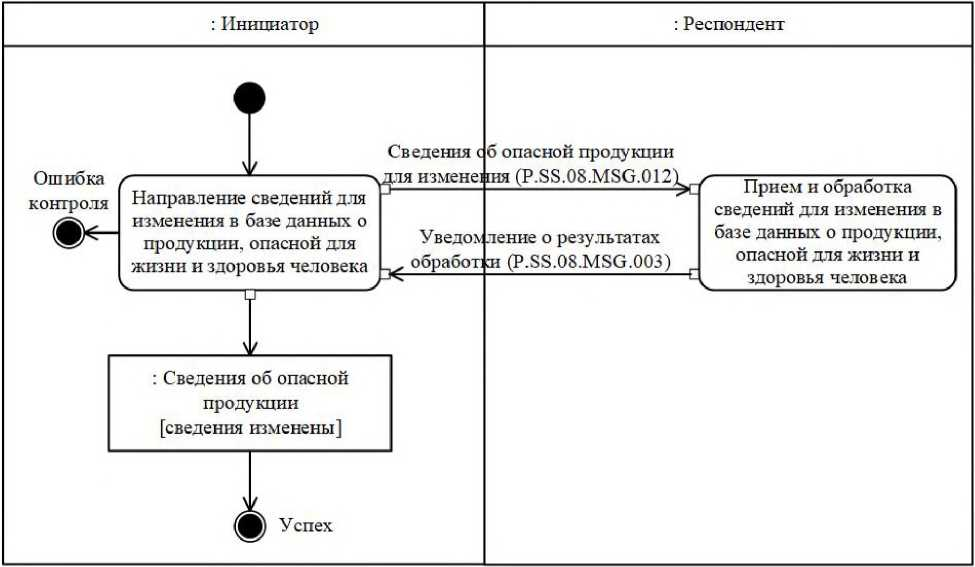 : Инициатор
: Респондент
Сведения об опасной продукции
для изменения (P.SS.08.MSG.012)
Ошибка
контроля
Направление сведений для
изменения в базе данных о
продукции, опасной для
жизни и здоровья человека
Прием и обработка
сведений для изменения в
базе данных о продукции,
опасной для жизни и
здоровья человека
Уведомление о результатах
обработки (P.SS.08.MSG.003)
: Сведения об опасной
продукции
[сведения изменены]
Успех